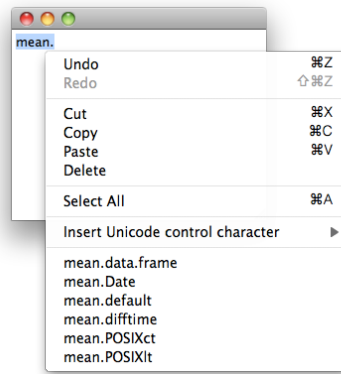 mean.
Undo ⌘Z
Redo ⇧⌘Z
Cut ⌘X
Copy ⌘C
Paste ⌘V
Delete
Select All ⌘A
Insert Unicode control character ▶
mean.data.frame
mean.Date
mean.default
mean.difftime
mean.POSIXct
mean.POSIXlt